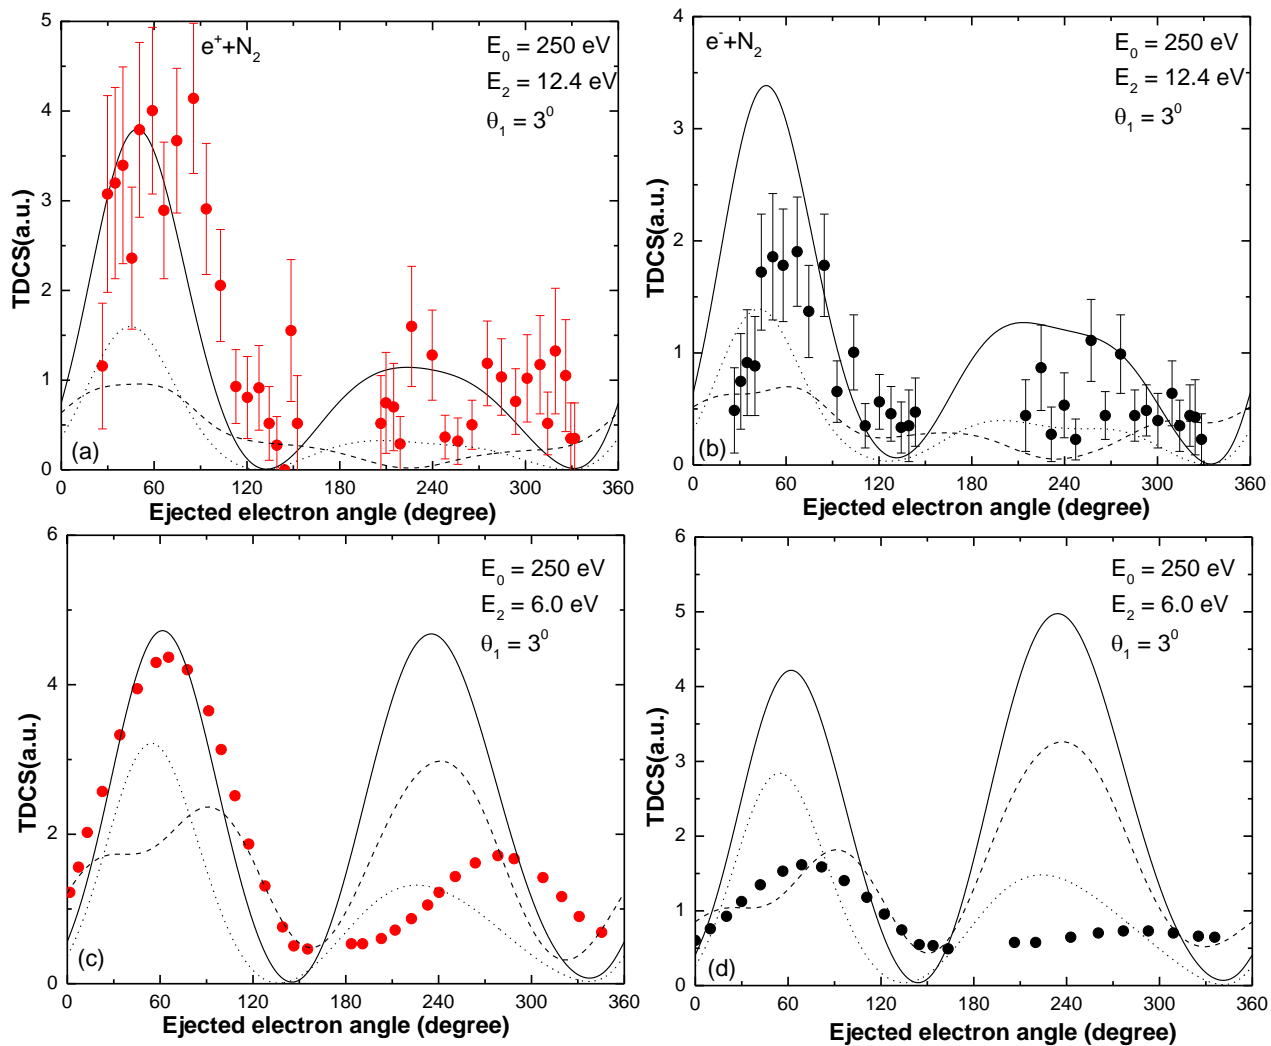 e⁺+N₂
E₀ = 250 eV
E₂ = 12.4 eV
θ₁ = 3⁰
TDCS(a.u.)
5
4
3
2
1
0
(a)
0 60 120 180 240 300 360
Ejected electron angle (degree)
e⁻+N₂
E₀ = 250 eV
E₂ = 12.4 eV
θ₁ = 3⁰
TDCS(a.u.)
4
3
2
1
0
(b)
0 60 120 180 240 300 360
Ejected electron angle (degree)
E₀ = 250 eV
E₂ = 6.0 eV
θ₁ = 3⁰
TDCS(a.u.)
6
4
2
0
(c)
0 60 120 180 240 300 360
Ejected electron angle (degree)
E₀ = 250 eV
E₂ = 6.0 eV
θ₁ = 3⁰
TDCS(a.u.)
6
5
4
3
2
1
0
(d)
0 60 120 180 240 300 360
Ejected electron angle (degree)